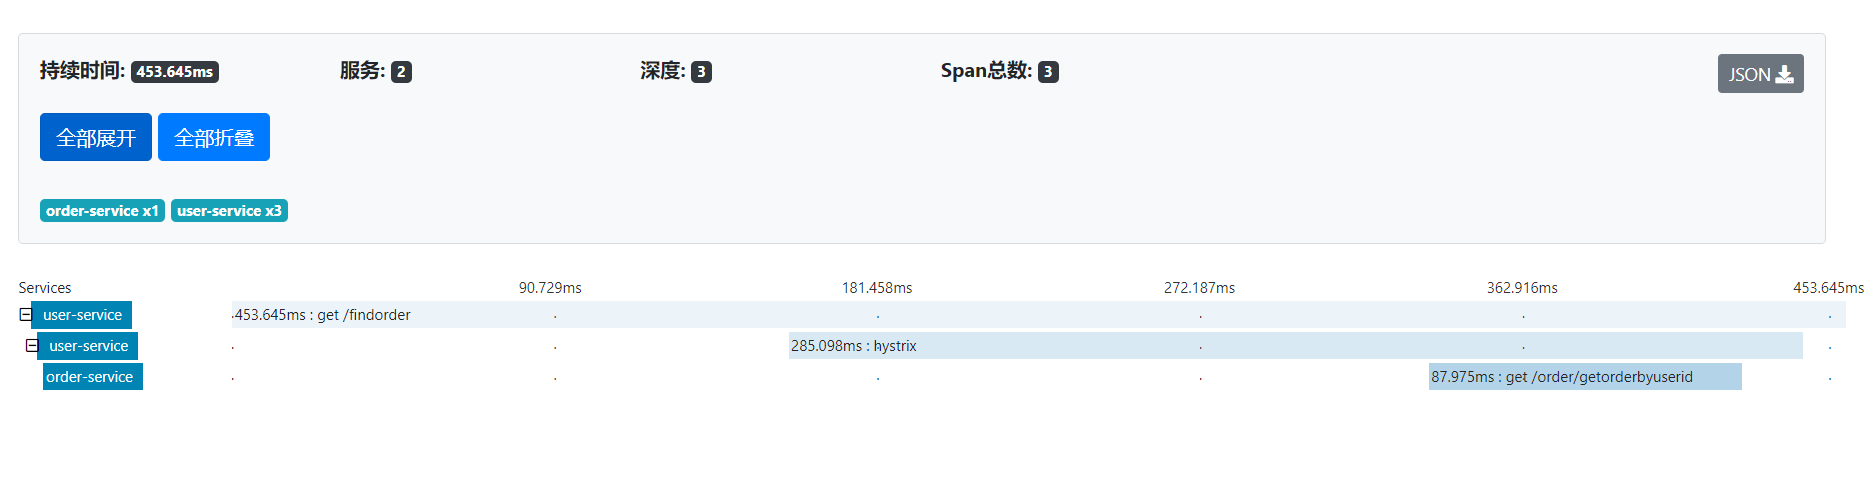 持续时间: 453.645ms 服务: 2 深度: 3 Span总数: 3 JSON
全部展开 全部折叠
order-service x1 user-service x3
Services 90.729ms 181.458ms 272.187ms 362.916ms 453.645ms
user-service 453.645ms : get /findorder
user-service 285.098ms : hystrix
order-service 87.975ms : get /order/getorderbyuserid